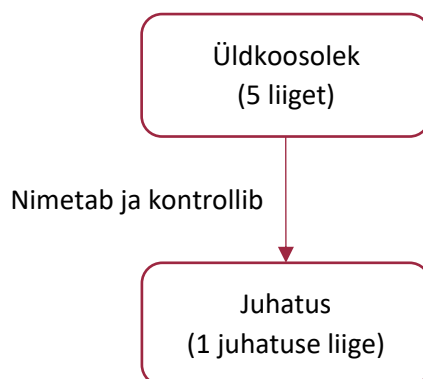 Üldkoosolek
(5 liiget)
Nimetab ja kontrollib
Juhatus
(1 juhatuse liige)